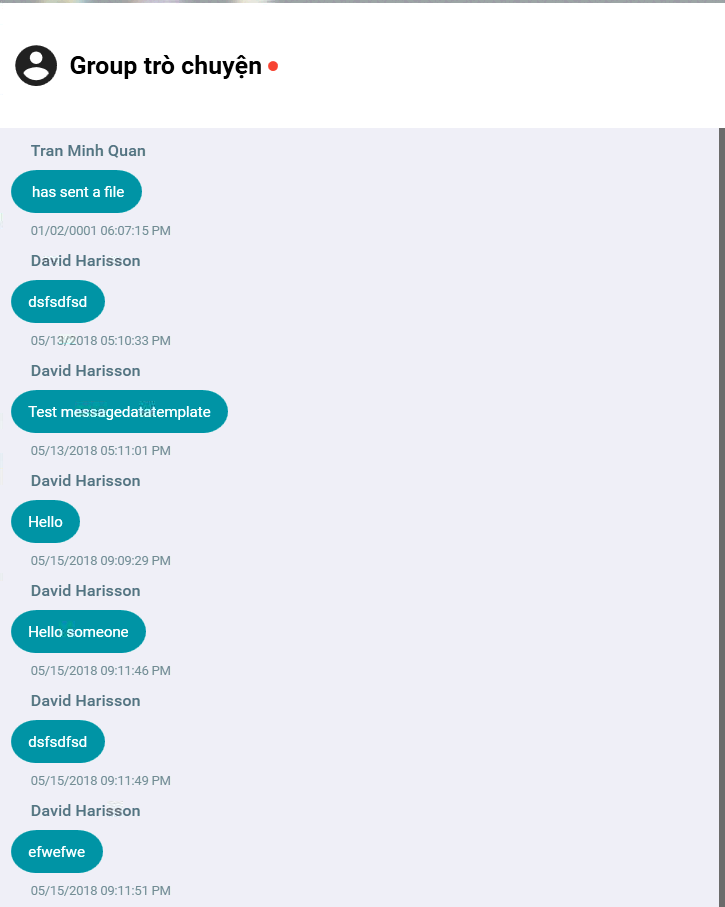 Group trò chuyện
Tran Minh Quan
has sent a file
01/02/0001 06:07:15 PM
David Harisson
dsfsdfsd
05/13/2018 05:10:33 PM
David Harisson
Test messagedatatemplate
05/13/2018 05:11:01 PM
David Harisson
Hello
05/15/2018 09:09:29 PM
David Harisson
Hello someone
05/15/2018 09:11:46 PM
David Harisson
dsfsdfsd
05/15/2018 09:11:49 PM
David Harisson
efwefwe
05/15/2018 09:11:51 PM